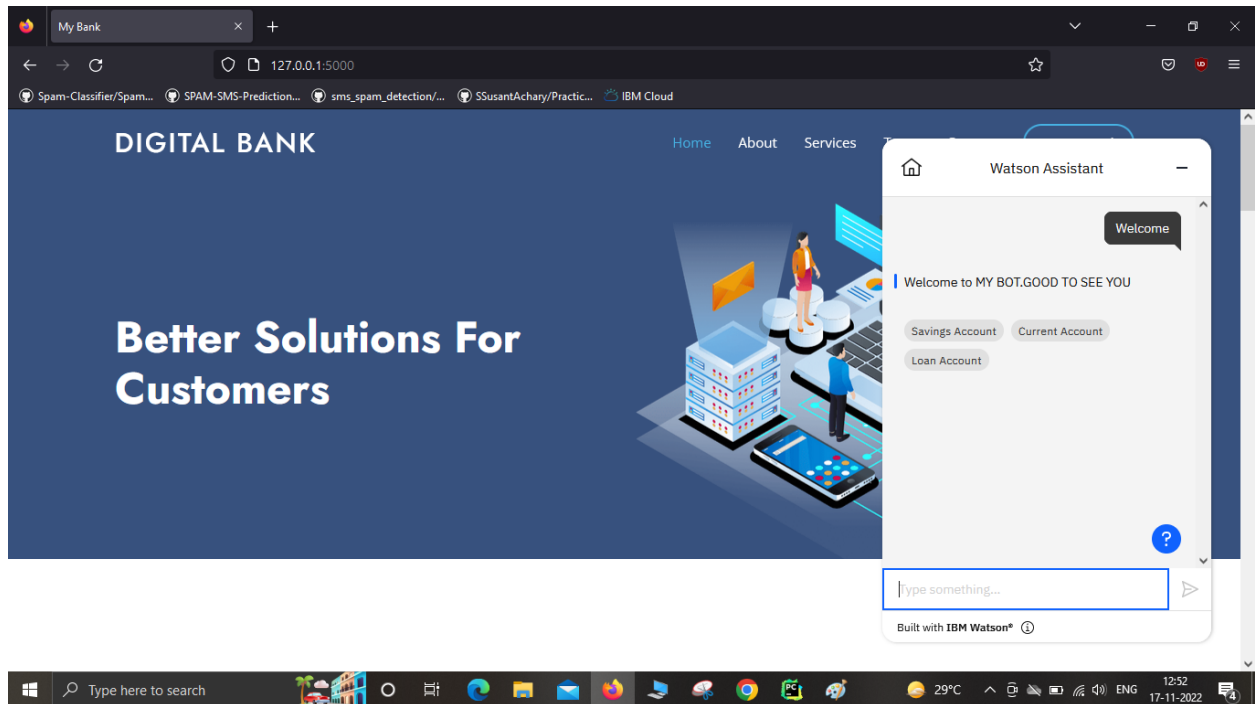 My Bank
127.0.0.1:5000
Spam-Classifier/Spam... SPAM-SMS-Prediction... sms_spam_detection/... SSusantAchary/Practic... IBM Cloud
DIGITAL BANK
Home About Services
Better Solutions For
Customers
Watson Assistant
Welcome
Welcome to MY BOT.GOOD TO SEE YOU
Savings Account Current Account
Loan Account
?
Type something...
Built with IBM Watson®
Type here to search
29°C ENG
12:52
17-11-2022
4